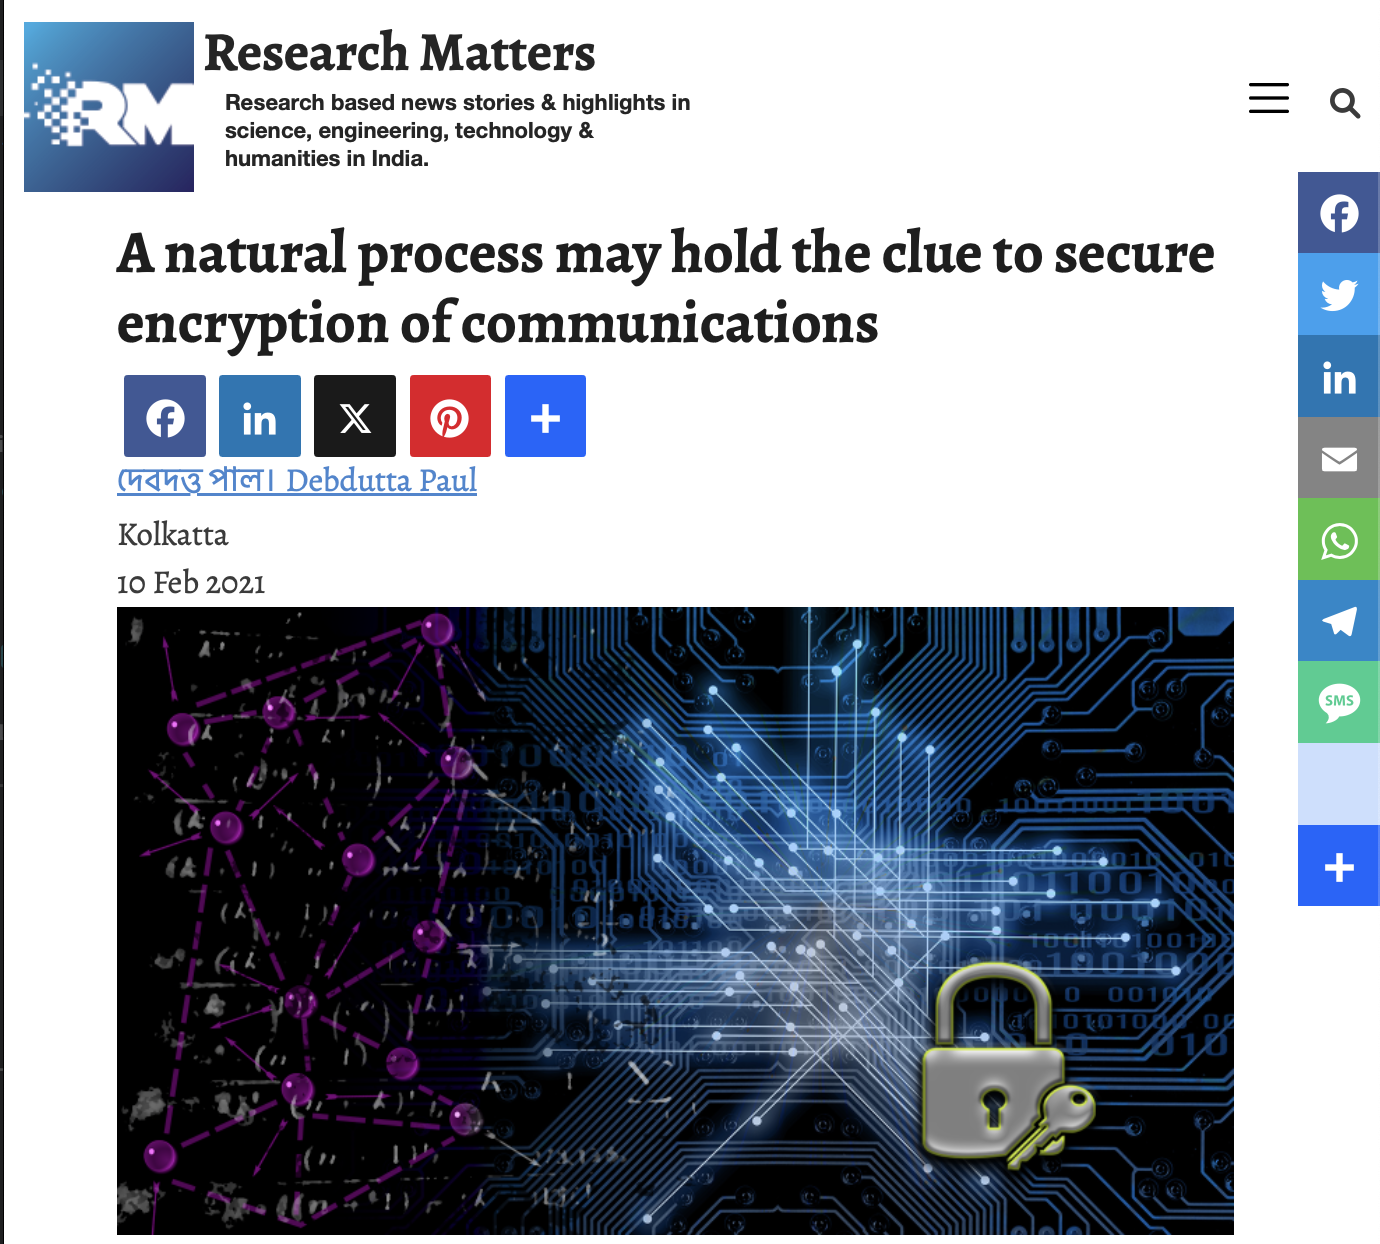 RM
Research Matters
Research based news stories & highlights in
science, engineering, technology &
humanities in India.
A natural process may hold the clue to secure
encryption of communications
দেবদত্ত পাল। Debdutta Paul
Kolkatta
10 Feb 2021
SMS